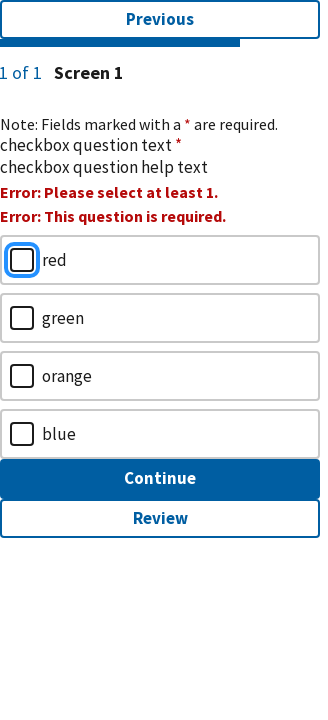 Previous
1 of 1 Screen 1
Note: Fields marked with a * are required.
checkbox question text *
checkbox question help text
Error: Please select at least 1.
Error: This question is required.
red
green
orange
blue
Continue
Review